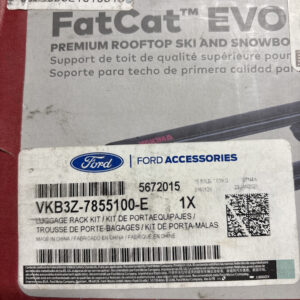 FatCat™ EVO
PREMIUM ROOFTOP SKI AND SNOWBO
Support de toit de qualité supérieure pour
Soporte para techo de primera calidad pa
Ford
FORD ACCESSORIES
5672015
VKB3Z-7855100-E 1X
LUGGAGE RACK KIT / KIT DE PORTAEQUIPAJES /
TROUSSE DE PORTE-BAGAGES / KIT DE PORTA-MALAS
MADE IN CHINA / FABRICADO EN CHINA / FABRIQUÉ EN CHINE